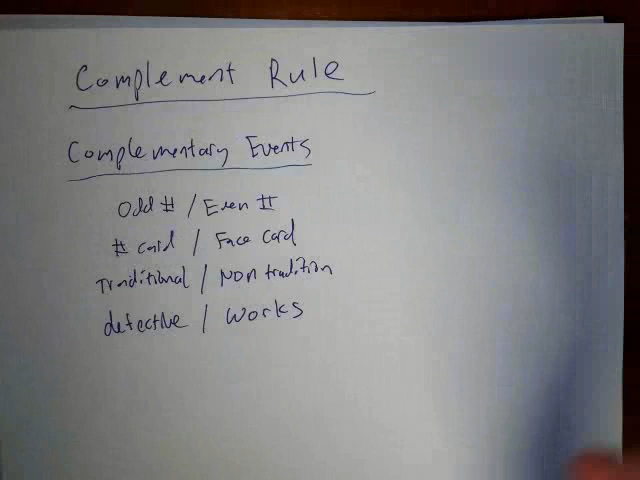 Complement Rule
Complementary Events
Odd # / Even #
# card / Face card
Traditional / Non tradition
defective / Works